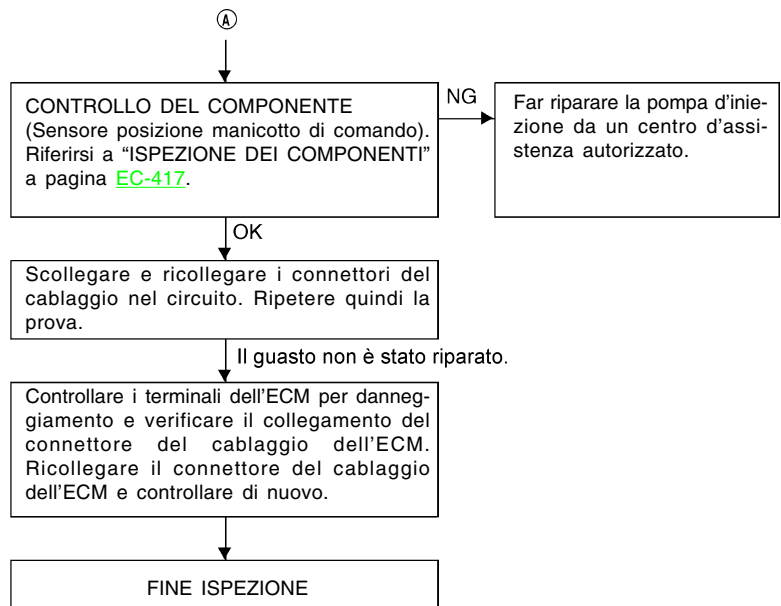 A
CONTROLLO DEL COMPONENTE
(Sensore posizione manicotto di comando).
Riferirsi a “ISPEZIONE DEI COMPONENTI”
a pagina EC-417.
NG
Far riparare la pompa d'inie-
zione da un centro d'assi-
stenza autorizzato.
OK
Scollegare e ricollegare i connettori del
cablaggio nel circuito. Ripetere quindi la
prova.
Il guasto non è stato riparato.
Controllare i terminali dell'ECM per danneg-
giamento e verificare il collegamento del
connettore del cablaggio dell'ECM.
Ricollegare il connettore del cablaggio
dell'ECM e controllare di nuovo.
FINE ISPEZIONE